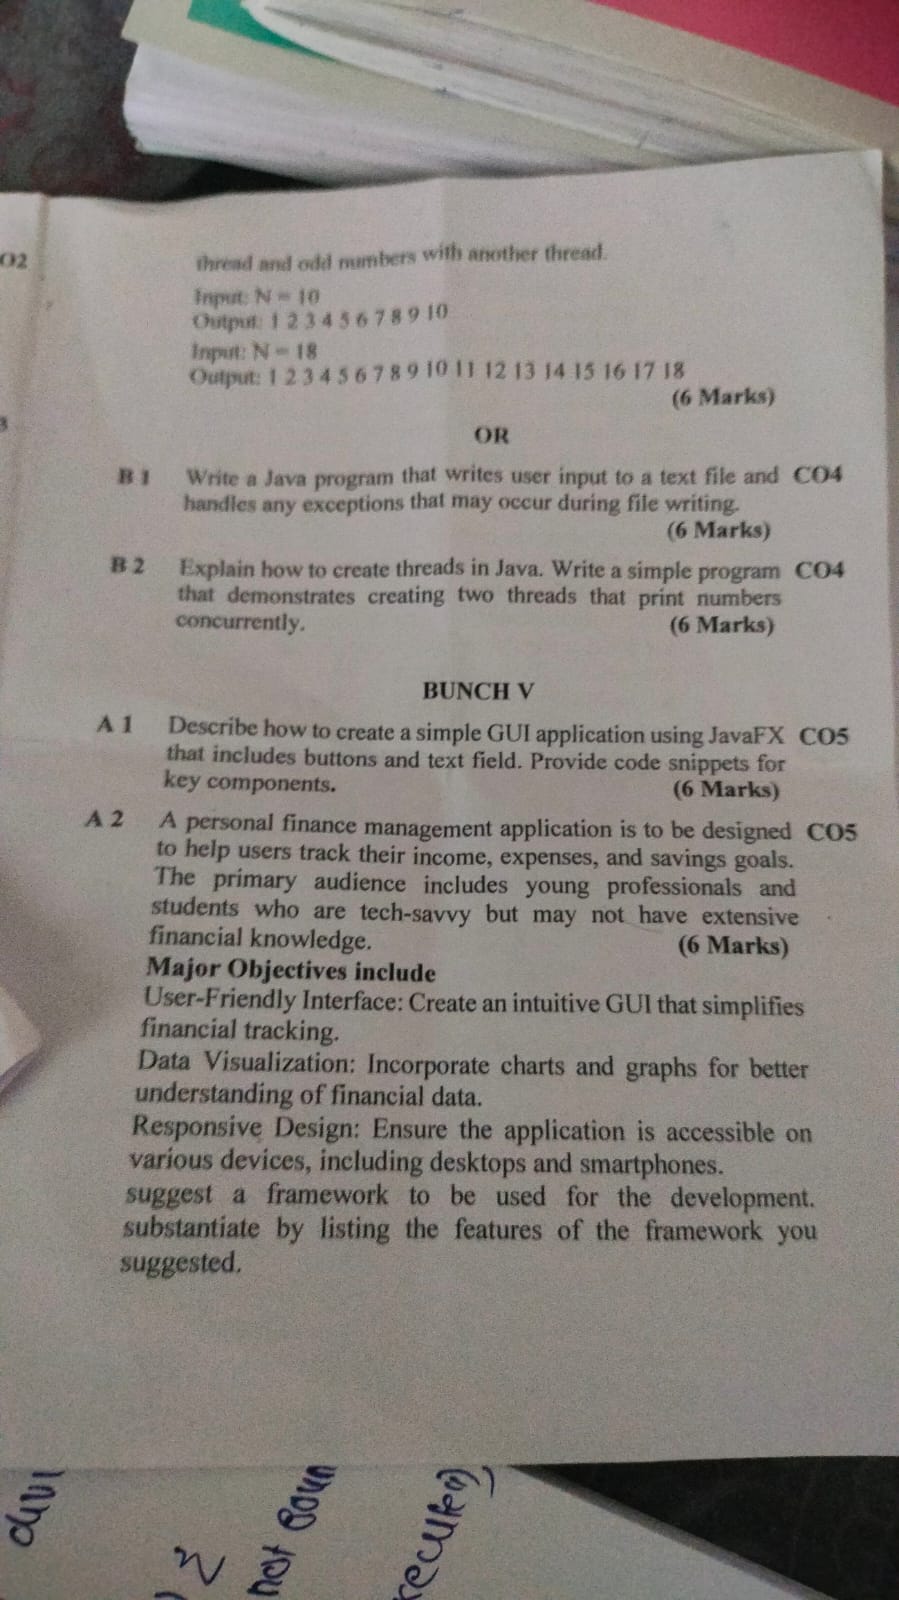 O2
thread and odd numbers with another thread.
Input: N = 10
Output: 1 2 3 4 5 6 7 8 9 10
Input: N = 18
Output: 1 2 3 4 5 6 7 8 9 10 11 12 13 14 15 16 17 18
(6 Marks)
3
OR
B 1 Write a Java program that writes user input to a text file and CO4
handles any exceptions that may occur during file writing.
(6 Marks)
B 2 Explain how to create threads in Java. Write a simple program CO4
that demonstrates creating two threads that print numbers
concurrently. (6 Marks)
BUNCH V
A 1 Describe how to create a simple GUI application using JavaFX CO5
that includes buttons and text field. Provide code snippets for
key components. (6 Marks)
A 2 A personal finance management application is to be designed CO5
to help users track their income, expenses, and savings goals.
The primary audience includes young professionals and
students who are tech-savvy but may not have extensive
financial knowledge. (6 Marks)
Major Objectives include
User-Friendly Interface: Create an intuitive GUI that simplifies
financial tracking.
Data Visualization: Incorporate charts and graphs for better
understanding of financial data.
Responsive Design: Ensure the application is accessible on
various devices, including desktops and smartphones.
suggest a framework to be used for the development.
substantiate by listing the features of the framework you
suggested.
not